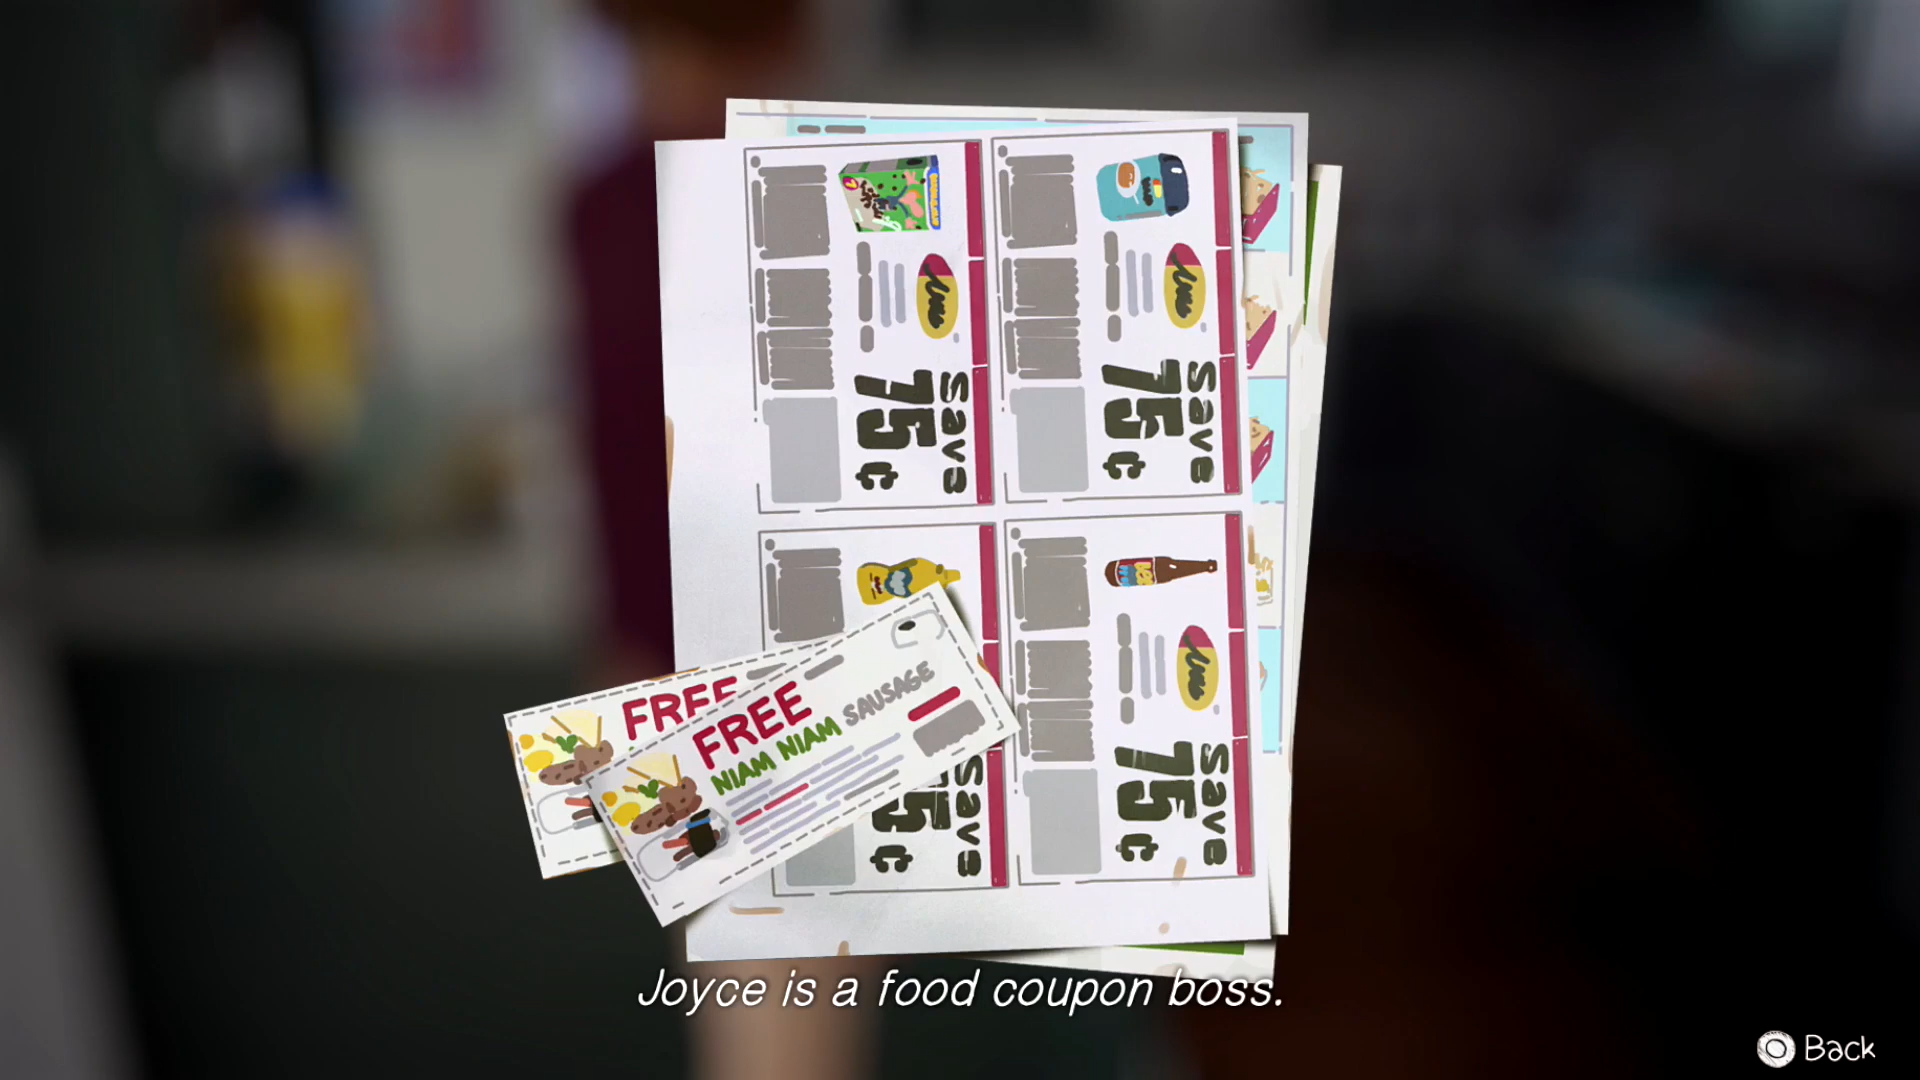 Save
75¢
Save
75¢
Save
75¢
Save
75¢
FREE
FREE
NIAM NIAM SAUSAGE
Joyce is a food coupon boss.
Back